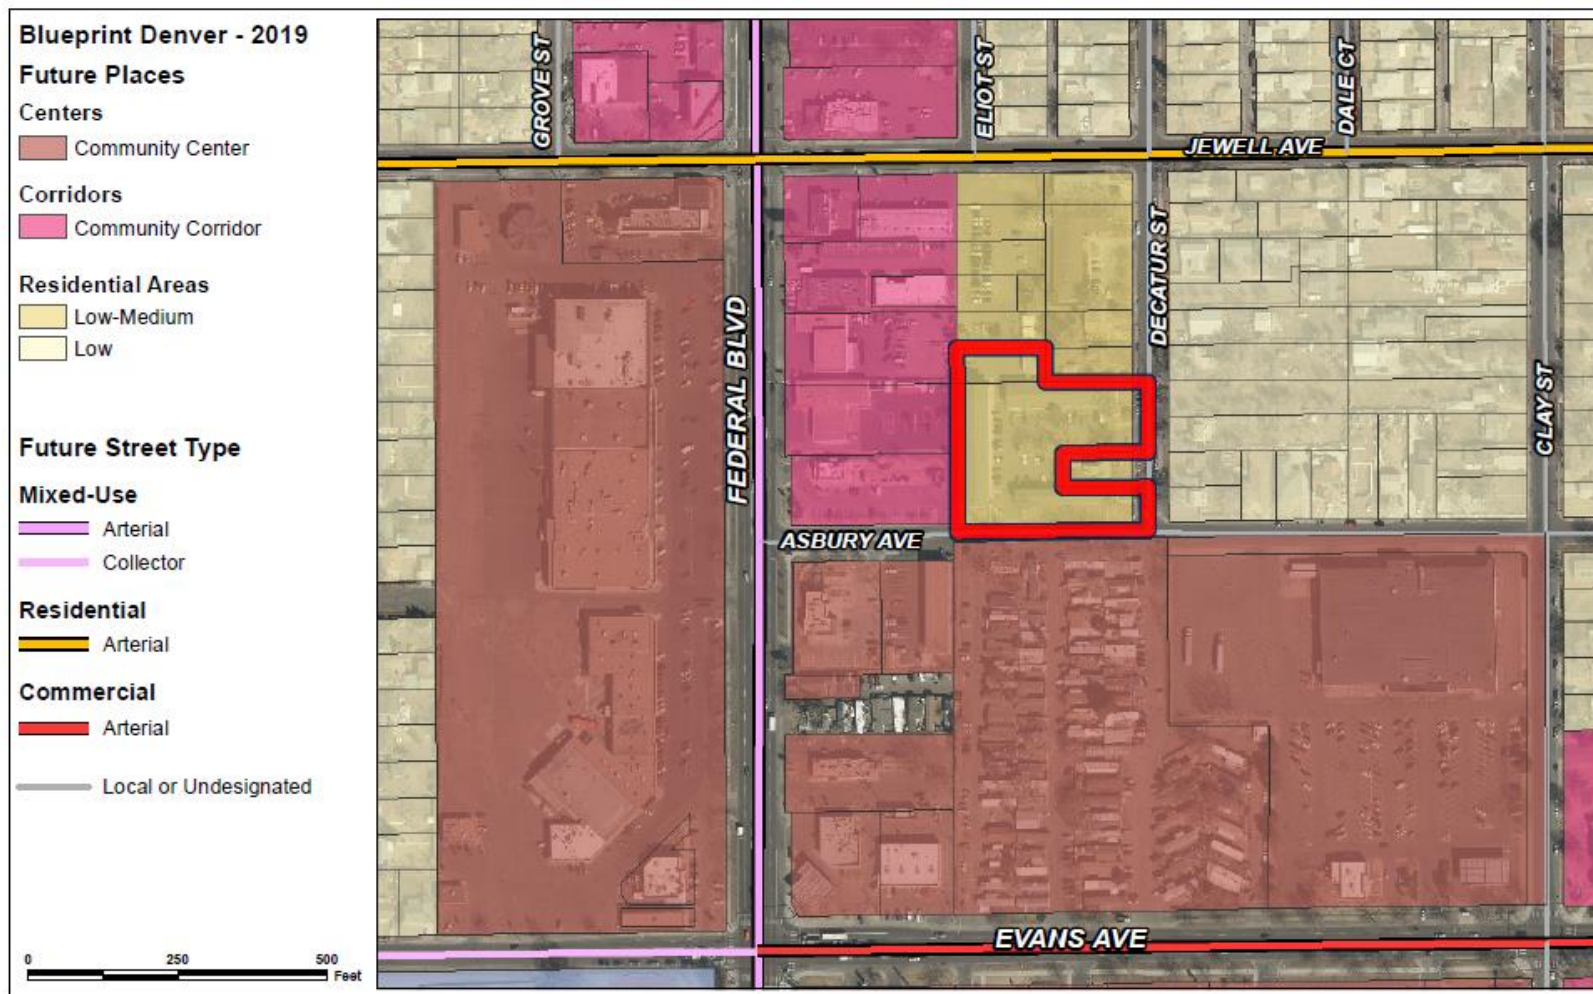 Blueprint Denver - 2019
Future Places
Centers
Community Center
Corridors
Community Corridor
Residential Areas
Low-Medium
Low
Future Street Type
Mixed-Use
Arterial
Collector
Residential
Arterial
Commercial
Arterial
Local or Undesignated
0 250 500
Feet
GROVE ST
ELIOT ST
DALE CT
JEWELL AVE
FEDERAL BLVD
DECATUR ST
CLAY ST
ASBURY AVE
EVANS AVE